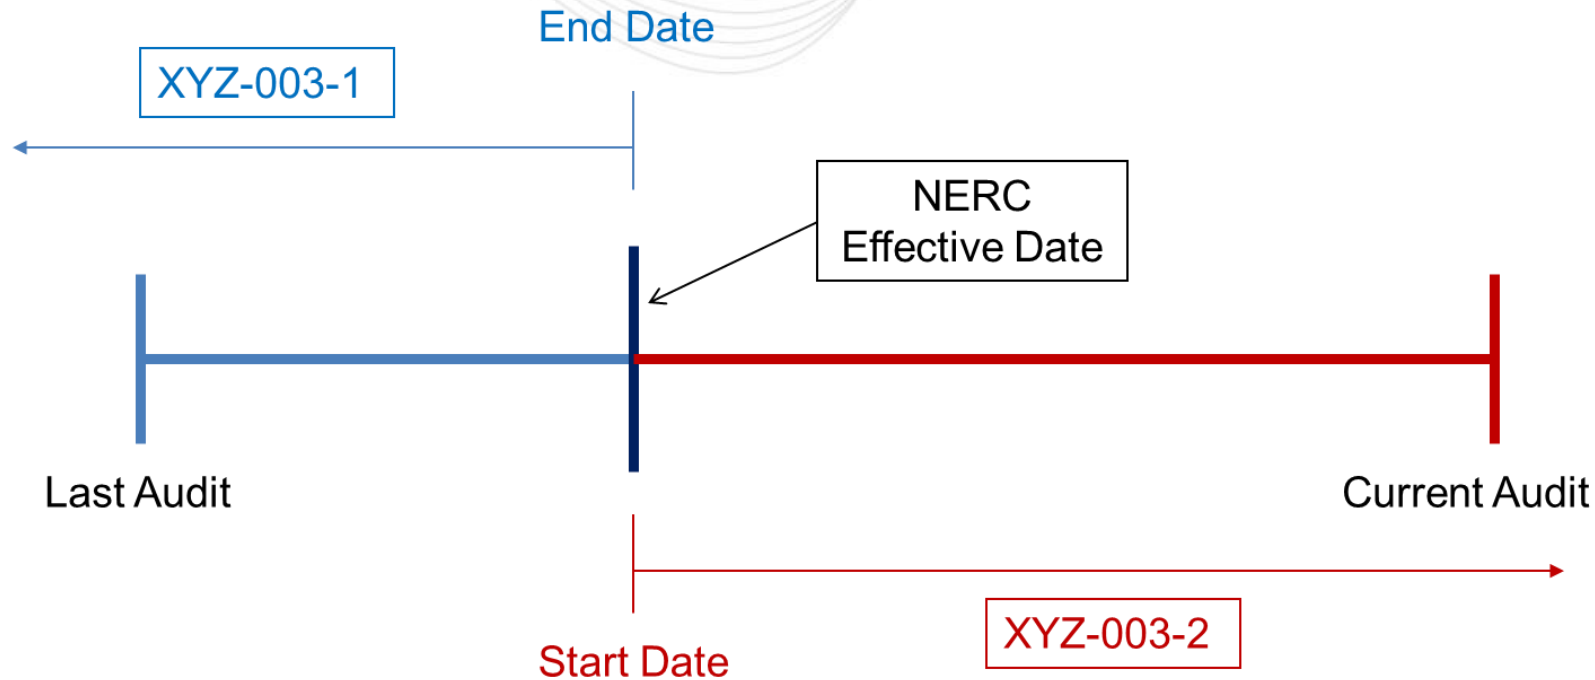 End Date
XYZ-003-1
NERC
Effective Date
Last Audit
Current Audit
XYZ-003-2
Start Date